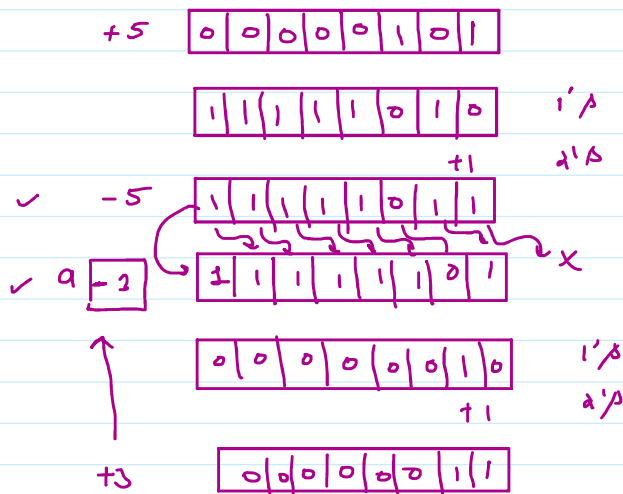 +5 0 0 0 0 0 1 0 1
1 1 1 1 1 0 1 0 1's
+1 2's
✓ -5 1 1 1 1 1 0 1 1
x
✓ a -3 1 1 1 1 1 1 0 1
0 0 0 0 0 0 1 0 1's
+1 2's
+3 0 0 0 0 0 0 1 1